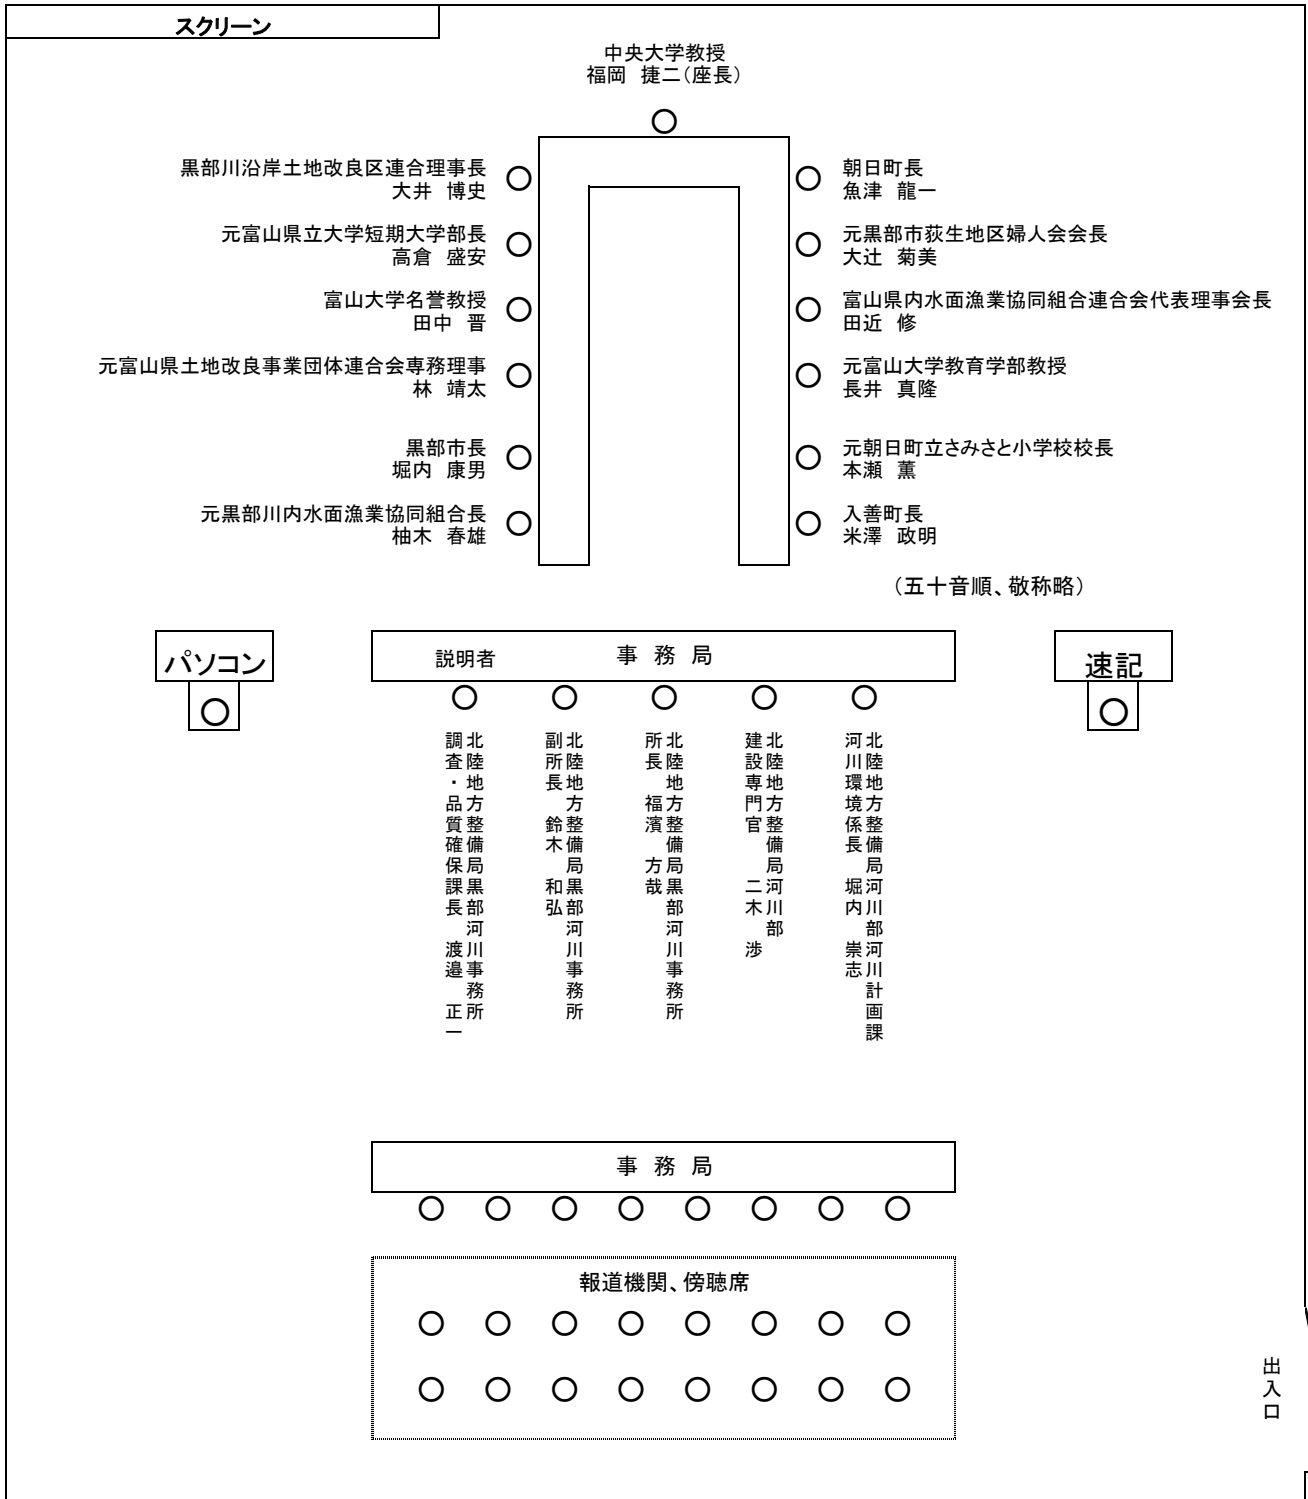 スクリーン
中央大学教授
福岡 捷二（座長）
黒部川沿岸土地改良区連合理事長
大井 博史
元富山県立大学短期大学部長
高倉 盛安
富山大学名誉教授
田中 晋
元富山県土地改良事業団体連合会専務理事
林 靖太
黒部市長
堀内 康男
元黒部川内水面漁業協同組合長
柚木 春雄
朝日町長
魚津 龍一
元黒部市荻生地区婦人会会長
大辻 菊美
富山県内水面漁業協同組合連合会代表理事会長
田近 修
元富山大学教育学部教授
長井 真隆
元朝日町立さみさと小学校校長
本瀬 薫
入善町長
米澤 政明
（五十音順、敬称略）
パソコン
説明者
事 務 局
速記
北陸地方整備局黒部河川事務所
調査・品質確保課長 渡邉 正一
北陸地方整備局黒部河川事務所
副所長 鈴木 和弘
北陸地方整備局黒部河川事務所
所長 福濱 方哉
北陸地方整備局河川部
建設専門官 二木 渉
北陸地方整備局河川部河川計画課
河川環境係長 堀内 崇志
事 務 局
報道機関、傍聴席
出入口